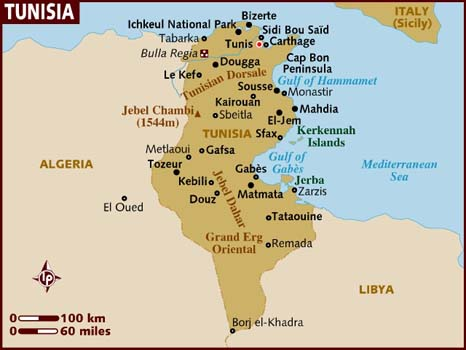 TUNISIA
Ichkeul National Park
Bizerte
ITALY
(Sicily)
Tabarka
Sidi Bou Saïd
Tunis
Carthage
Bulla Regia
Dougga
Cap Bon
Peninsula
Le Kef
Tunisian Dorsale
Gulf of Hammamet
Sousse
Monastir
Kairouan
Mahdia
Jebel Chambi
(1544m)
Sbeitla
El-Jem
TUNISIA
Sfax
Kerkennah
Islands
Metlaoui
Gafsa
ALGERIA
Gulf of
Gabès
Mediterranean
Sea
Tozeur
Gabès
Kebili
Jerba
El Oued
Douz
Jebel Dahar
Matmata
Zarzis
Tataouine
Grand Erg
Oriental
Remada
lp
LIBYA
0 100 km
0 60 miles
Borj el-Khadra